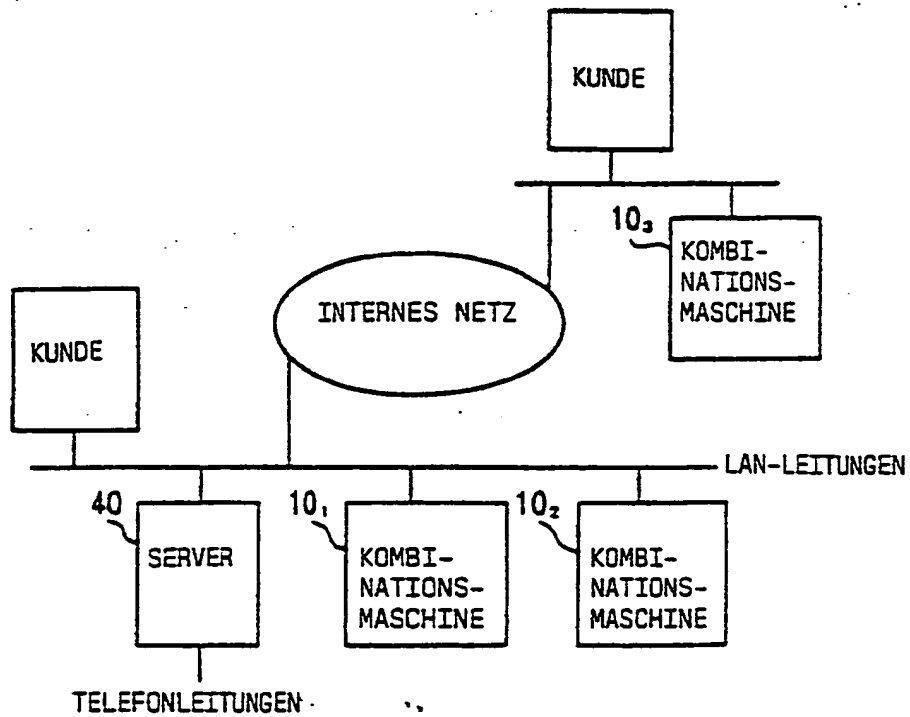 KUNDE
10₃
KOMBI-
NATIONS-
MASCHINE
INTERNES NETZ
KUNDE
LAN-LEITUNGEN
40
SERVER
10₁
KOMBI-
NATIONS-
MASCHINE
10₂
KOMBI-
NATIONS-
MASCHINE
TELEFONLEITUNGEN